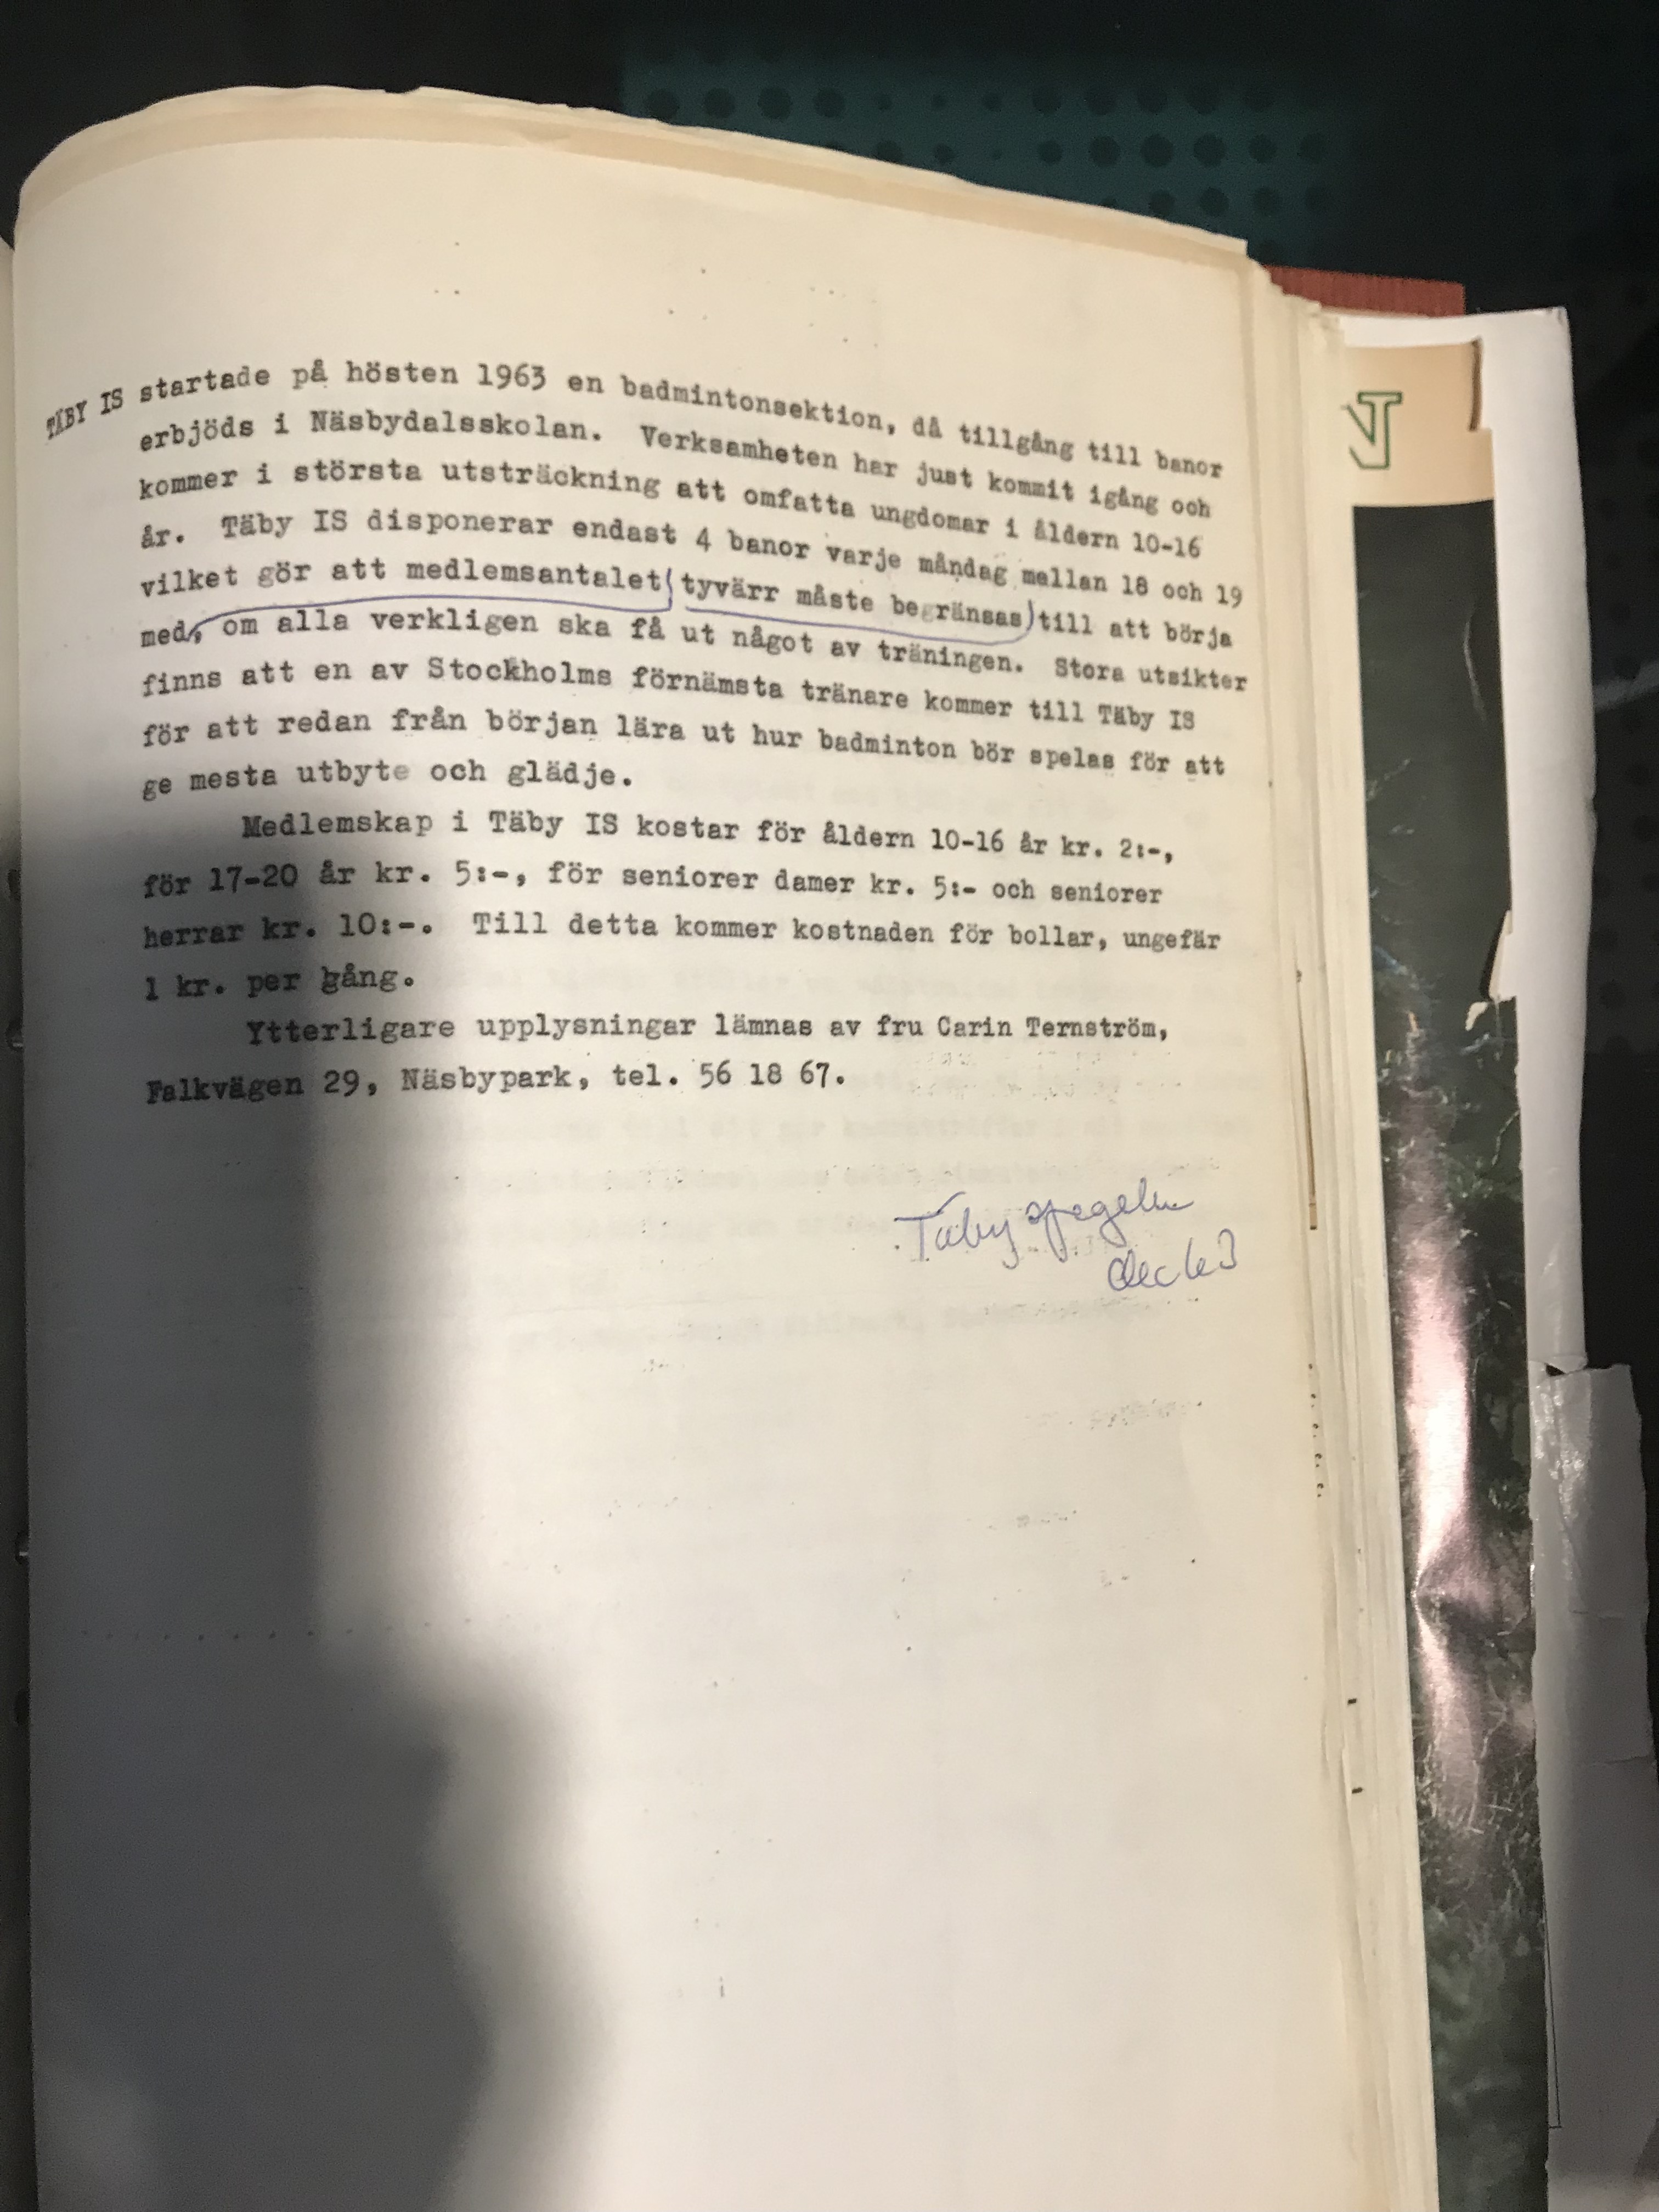 TÄBY IS startade på hösten 1963 en badmintonsektion, då tillgång till banor
erbjöds i Näsbydalsskolan. Verksamheten har just kommit igång och
kommer i största utsträckning att omfatta ungdomar i åldern 10-16
år. Täby IS disponerar endast 4 banor varje måndag mellan 18 och 19
vilket gör att medlemsantalet tyvärr måste begränsas till att börja
med, om alla verkligen ska få ut något av träningen. Stora utsikter
finns att en av Stockholms förnämsta tränare kommer till Täby IS
för att redan från början lära ut hur badminton bör spelas för att
ge mesta utbyte och glädje.
Medlemskap i Täby IS kostar för åldern 10-16 år kr. 2:-,
för 17-20 år kr. 5:-, för seniorer damer kr. 5:- och seniorer
herrar kr. 10:-. Till detta kommer kostnaden för bollar, ungefär
1 kr. per gång.
Ytterligare upplysningar lämnas av fru Carin Ternström,
Falkvägen 29, Näsbypark, tel. 56 18 67.
Täbyspegeln
dec 63